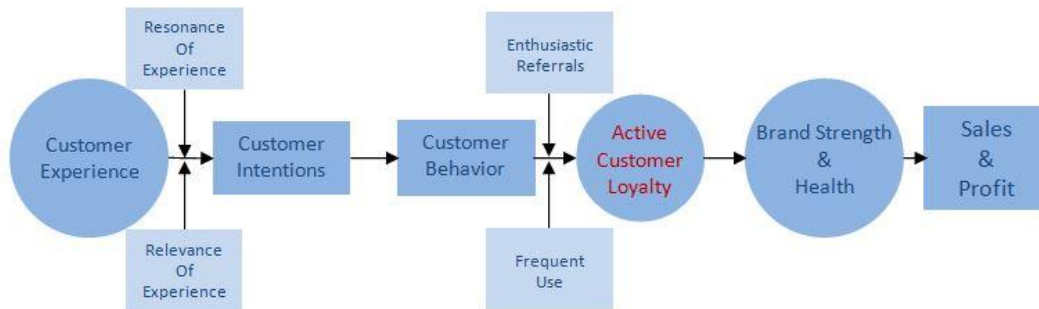 Resonance
Of
Experience
Enthusiastic
Referrals
Customer
Experience
Customer
Intentions
Customer
Behavior
Active
Customer
Loyalty
Brand Strength
&
Health
Sales
&
Profit
Relevance
Of
Experience
Frequent
Use